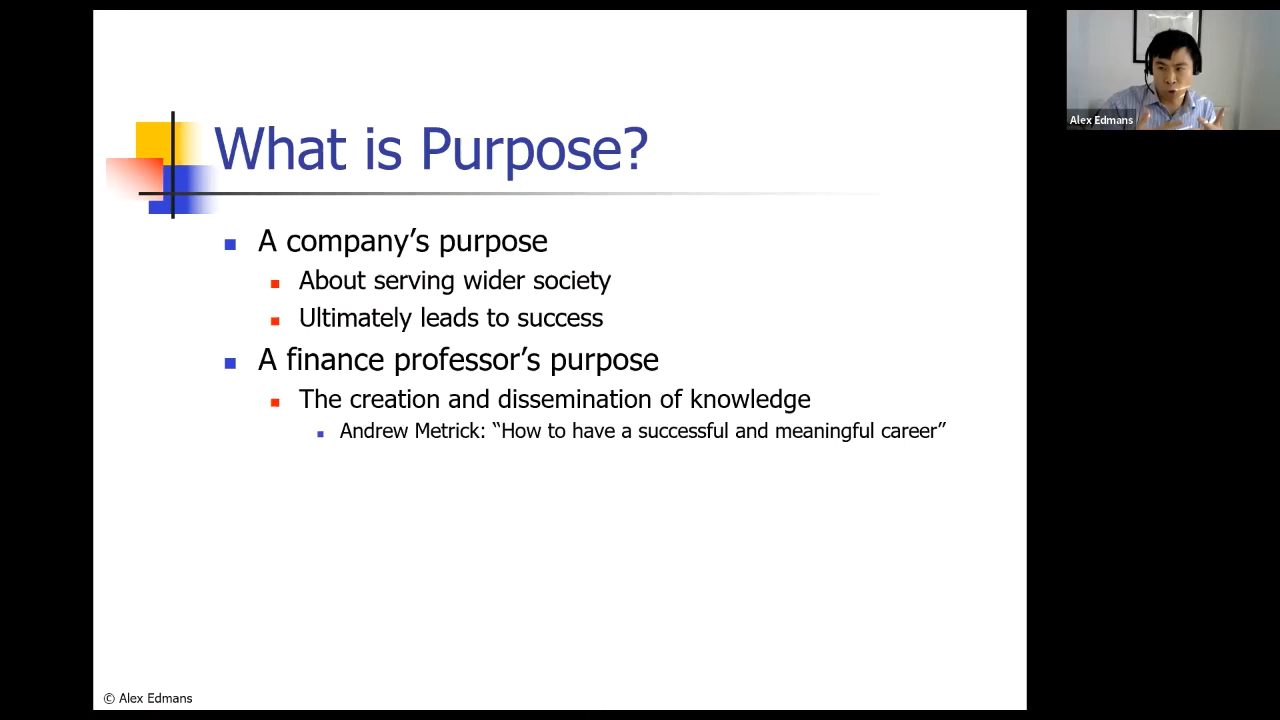 What is Purpose?
A company’s purpose
About serving wider society
Ultimately leads to success
A finance professor’s purpose
The creation and dissemination of knowledge
Andrew Metrick: “How to have a successful and meaningful career”
© Alex Edmans
Alex Edmans